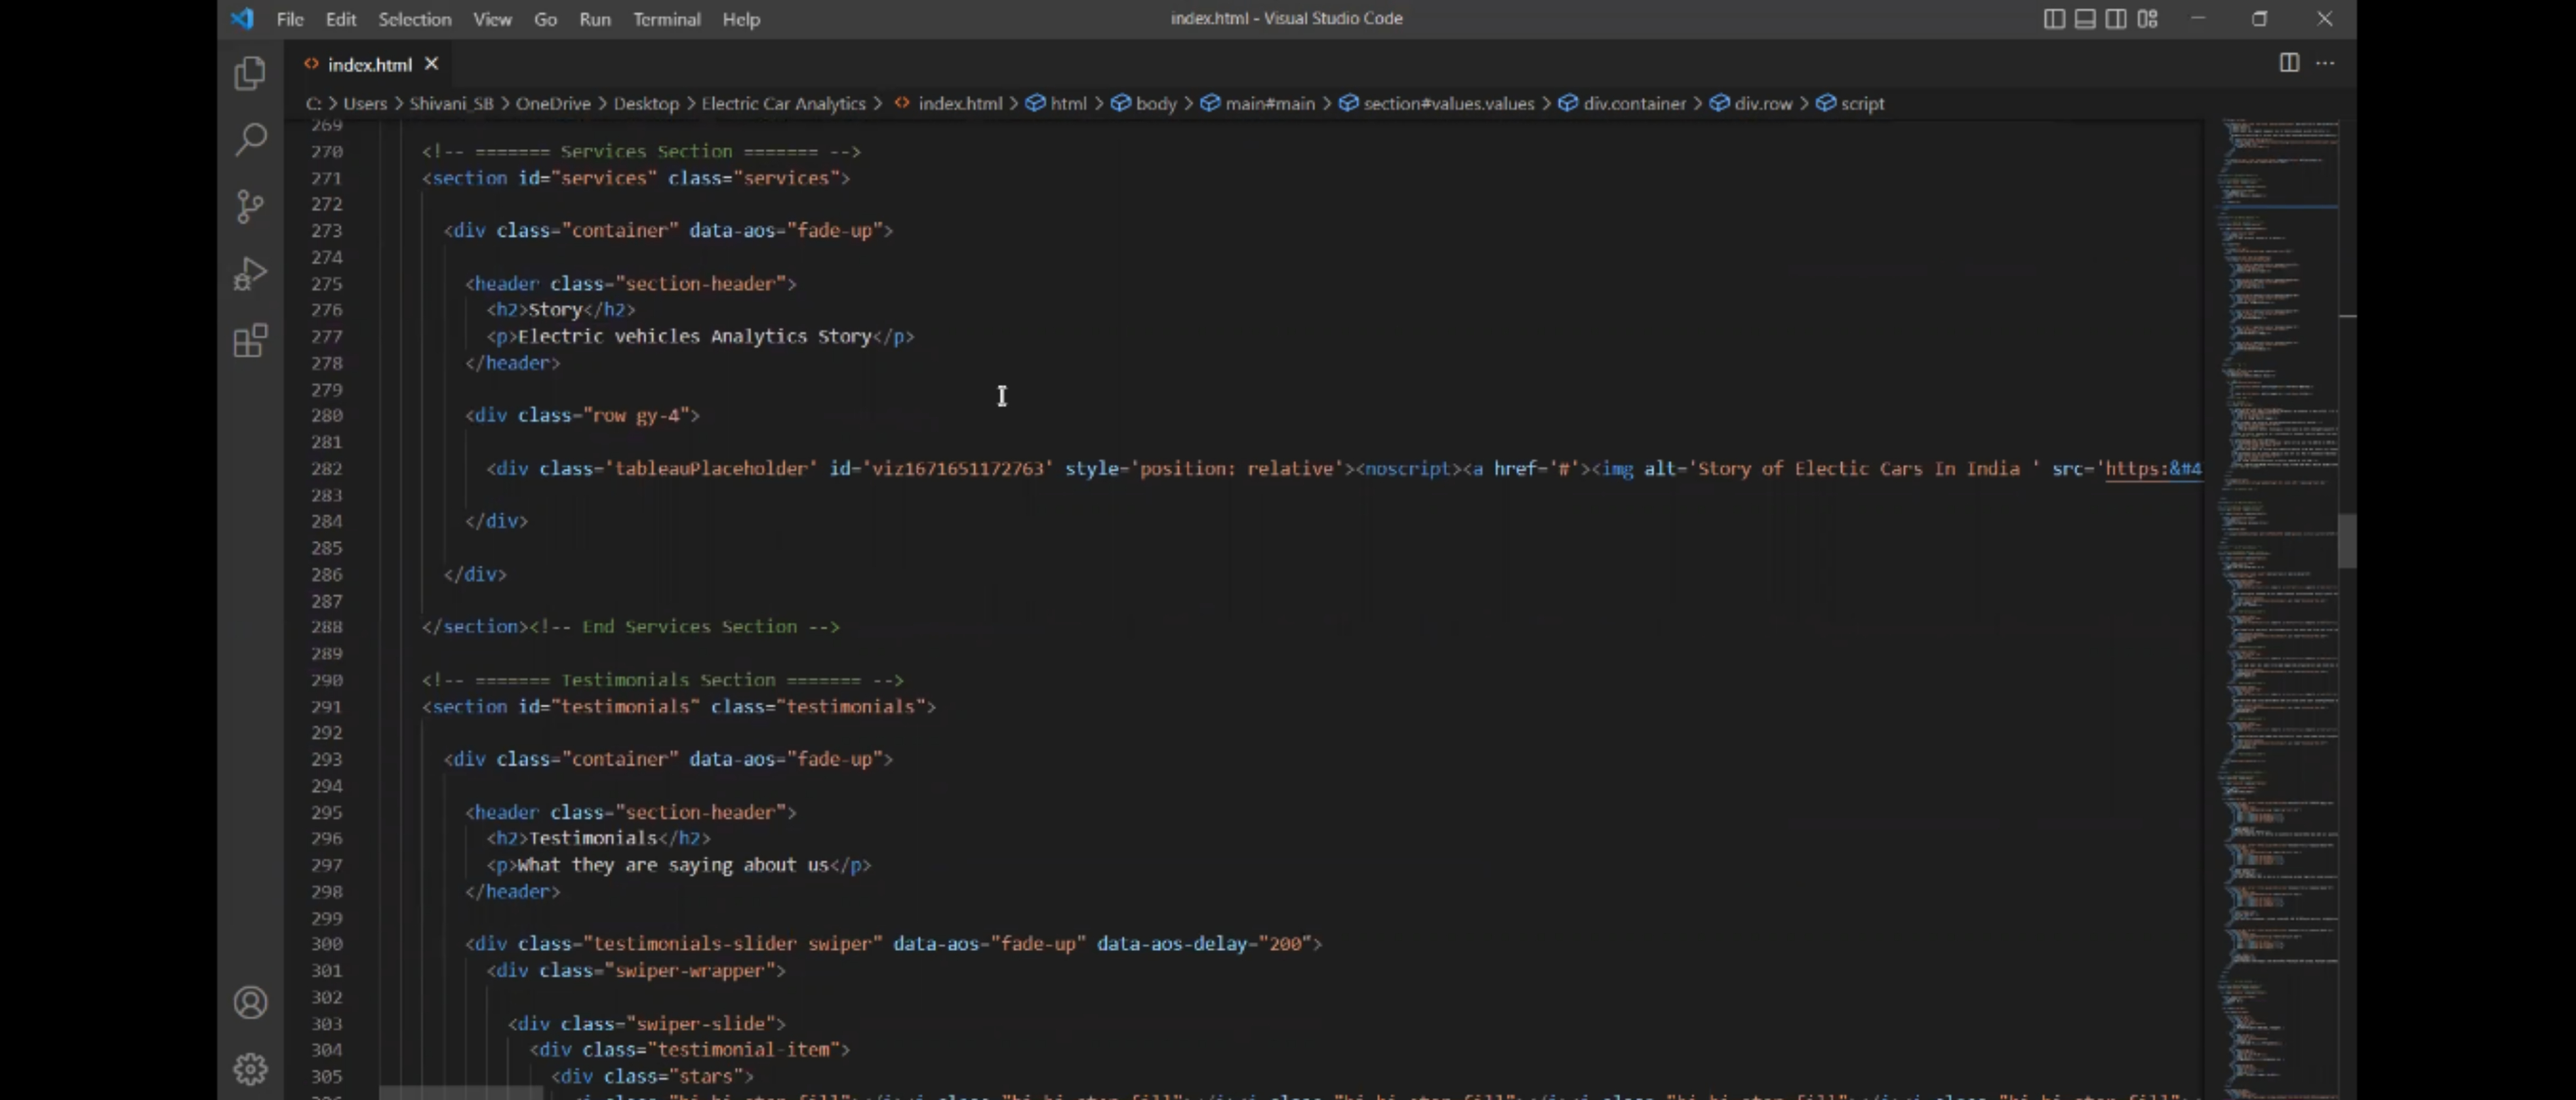 File Edit Selection View Go Run Terminal Help index.html - Visual Studio Code
index.html
C: > Users > Shivani_SB > OneDrive > Desktop > Electric Car Analytics > index.html > html > body > main#main > section#values.values > div.container > div.row > script
269
270 <!-- ======= Services Section ======= -->
271 <section id="services" class="services">
272
273 <div class="container" data-aos="fade-up">
274
275 <header class="section-header">
276 <h2>Story</h2>
277 <p>Electric vehicles Analytics Story</p>
278 </header>
279
280 <div class="row gy-4">
281
282 <div class='tableauPlaceholder' id='viz1671651172763' style='position: relative'><noscript><a href='#'><img alt='Story of Electic Cars In India ' src='https:&#4
283
284 </div>
285
286 </div>
287
288 </section><!-- End Services Section -->
289
290 <!-- ======= Testimonials Section ======= -->
291 <section id="testimonials" class="testimonials">
292
293 <div class="container" data-aos="fade-up">
294
295 <header class="section-header">
296 <h2>Testimonials</h2>
297 <p>What they are saying about us</p>
298 </header>
299
300 <div class="testimonials-slider swiper" data-aos="fade-up" data-aos-delay="200">
301 <div class="swiper-wrapper">
302
303 <div class="swiper-slide">
304 <div class="testimonial-item">
305 <div class="stars">